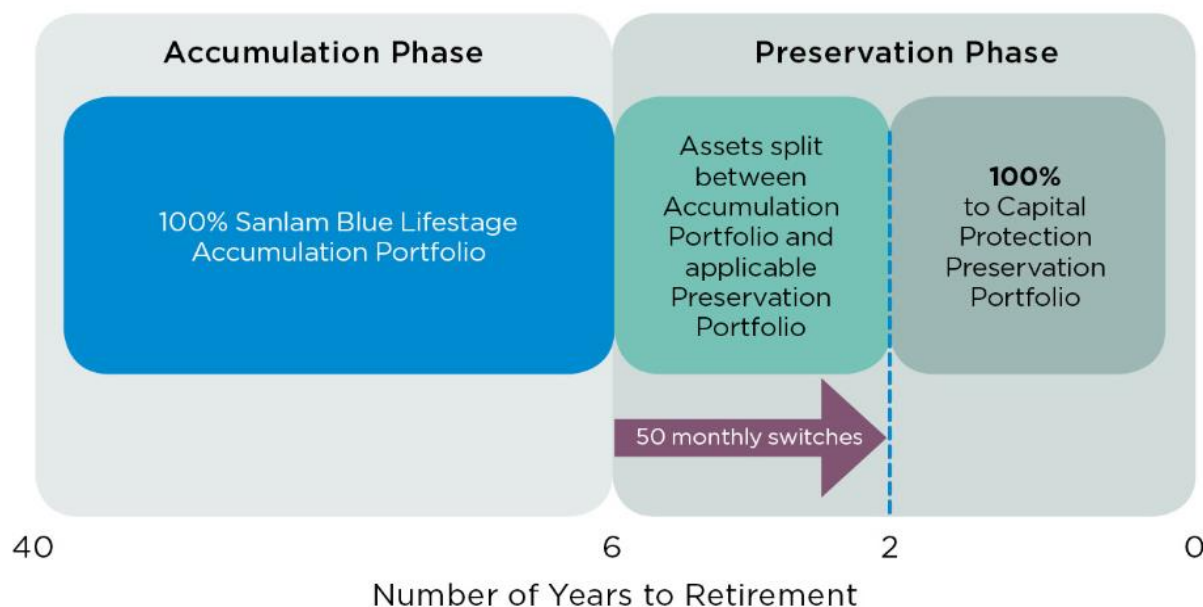 Accumulation Phase
Preservation Phase
100% Sanlam Blue Lifestage
Accumulation Portfolio
Assets split
between
Accumulation
Portfolio and
applicable
Preservation
Portfolio
100%
to Capital
Protection
Preservation
Portfolio
50 monthly switches
40 6 2 0
Number of Years to Retirement